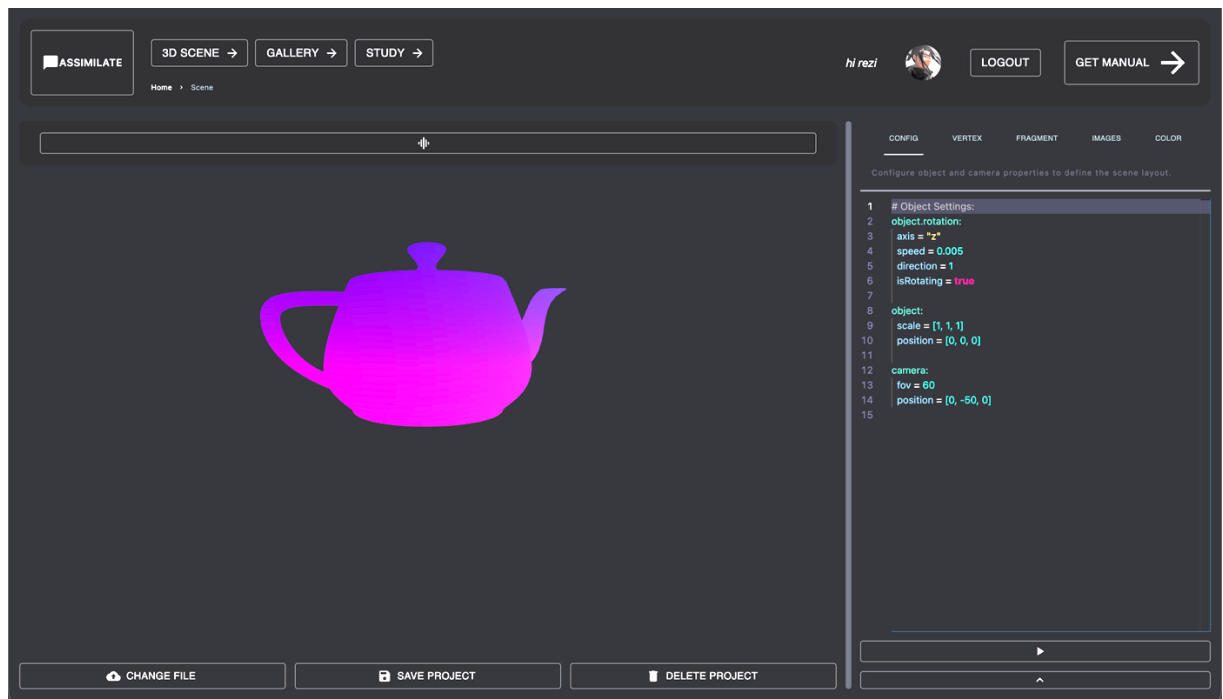 ASSIMILATE
3D SCENE
GALLERY
STUDY
Home › Scene
hi rezi
LOGOUT
GET MANUAL
CONFIG
VERTEX
FRAGMENT
IMAGES
COLOR
Configure object and camera properties to define the scene layout.
1 # Object Settings:
2 object.rotation:
3 axis = "z"
4 speed = 0.005
5 direction = 1
6 isRotating = true
7
8 object:
9 scale = [1, 1, 1]
10 position = [0, 0, 0]
11
12 camera:
13 fov = 60
14 position = [0, -50, 0]
15
CHANGE FILE
SAVE PROJECT
DELETE PROJECT